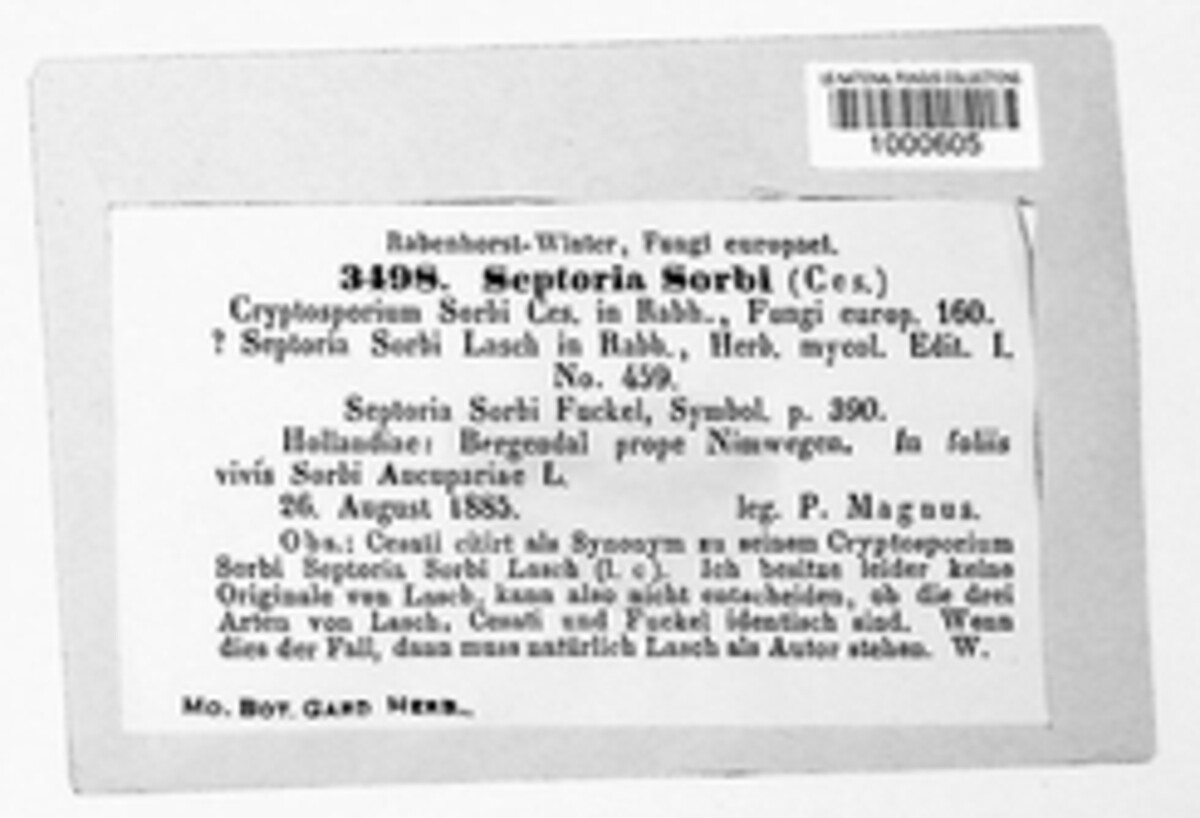 US NATIONAL FUNGUS COLLECTIONS
1000605
Rabenhorst-Winter, Fungi europaei.
3498. Septoria Sorbi (Ces.)
Cryptosporium Sorbi Ces. in Rabh., Fungi europ. 160.
? Septoria Sorbi Lasch in Rabh., Herb. mycol. Edit. I.
No. 459.
Septoria Sorbi Fuckel, Symbol. p. 390.
Hollandiae: Bergendal prope Nimwegen. In foliis
vivis Sorbi Aucupariae L.
26. August 1885. leg. P. Magnus.
Obs.: Cesati citirt als Synonym zu seinem Cryptosporium
Sorbi Septoria Sorbi Lasch (l. c). Ich besitze leider keine
Originale von Lasch, kann also nicht entscheiden, ob die drei
Arten von Lasch, Cesati und Fuckel identisch sind. Wenn
dies der Fall, dann muss natürlich Lasch als Autor stehen. W.
MO. BOT. GARD HERB.